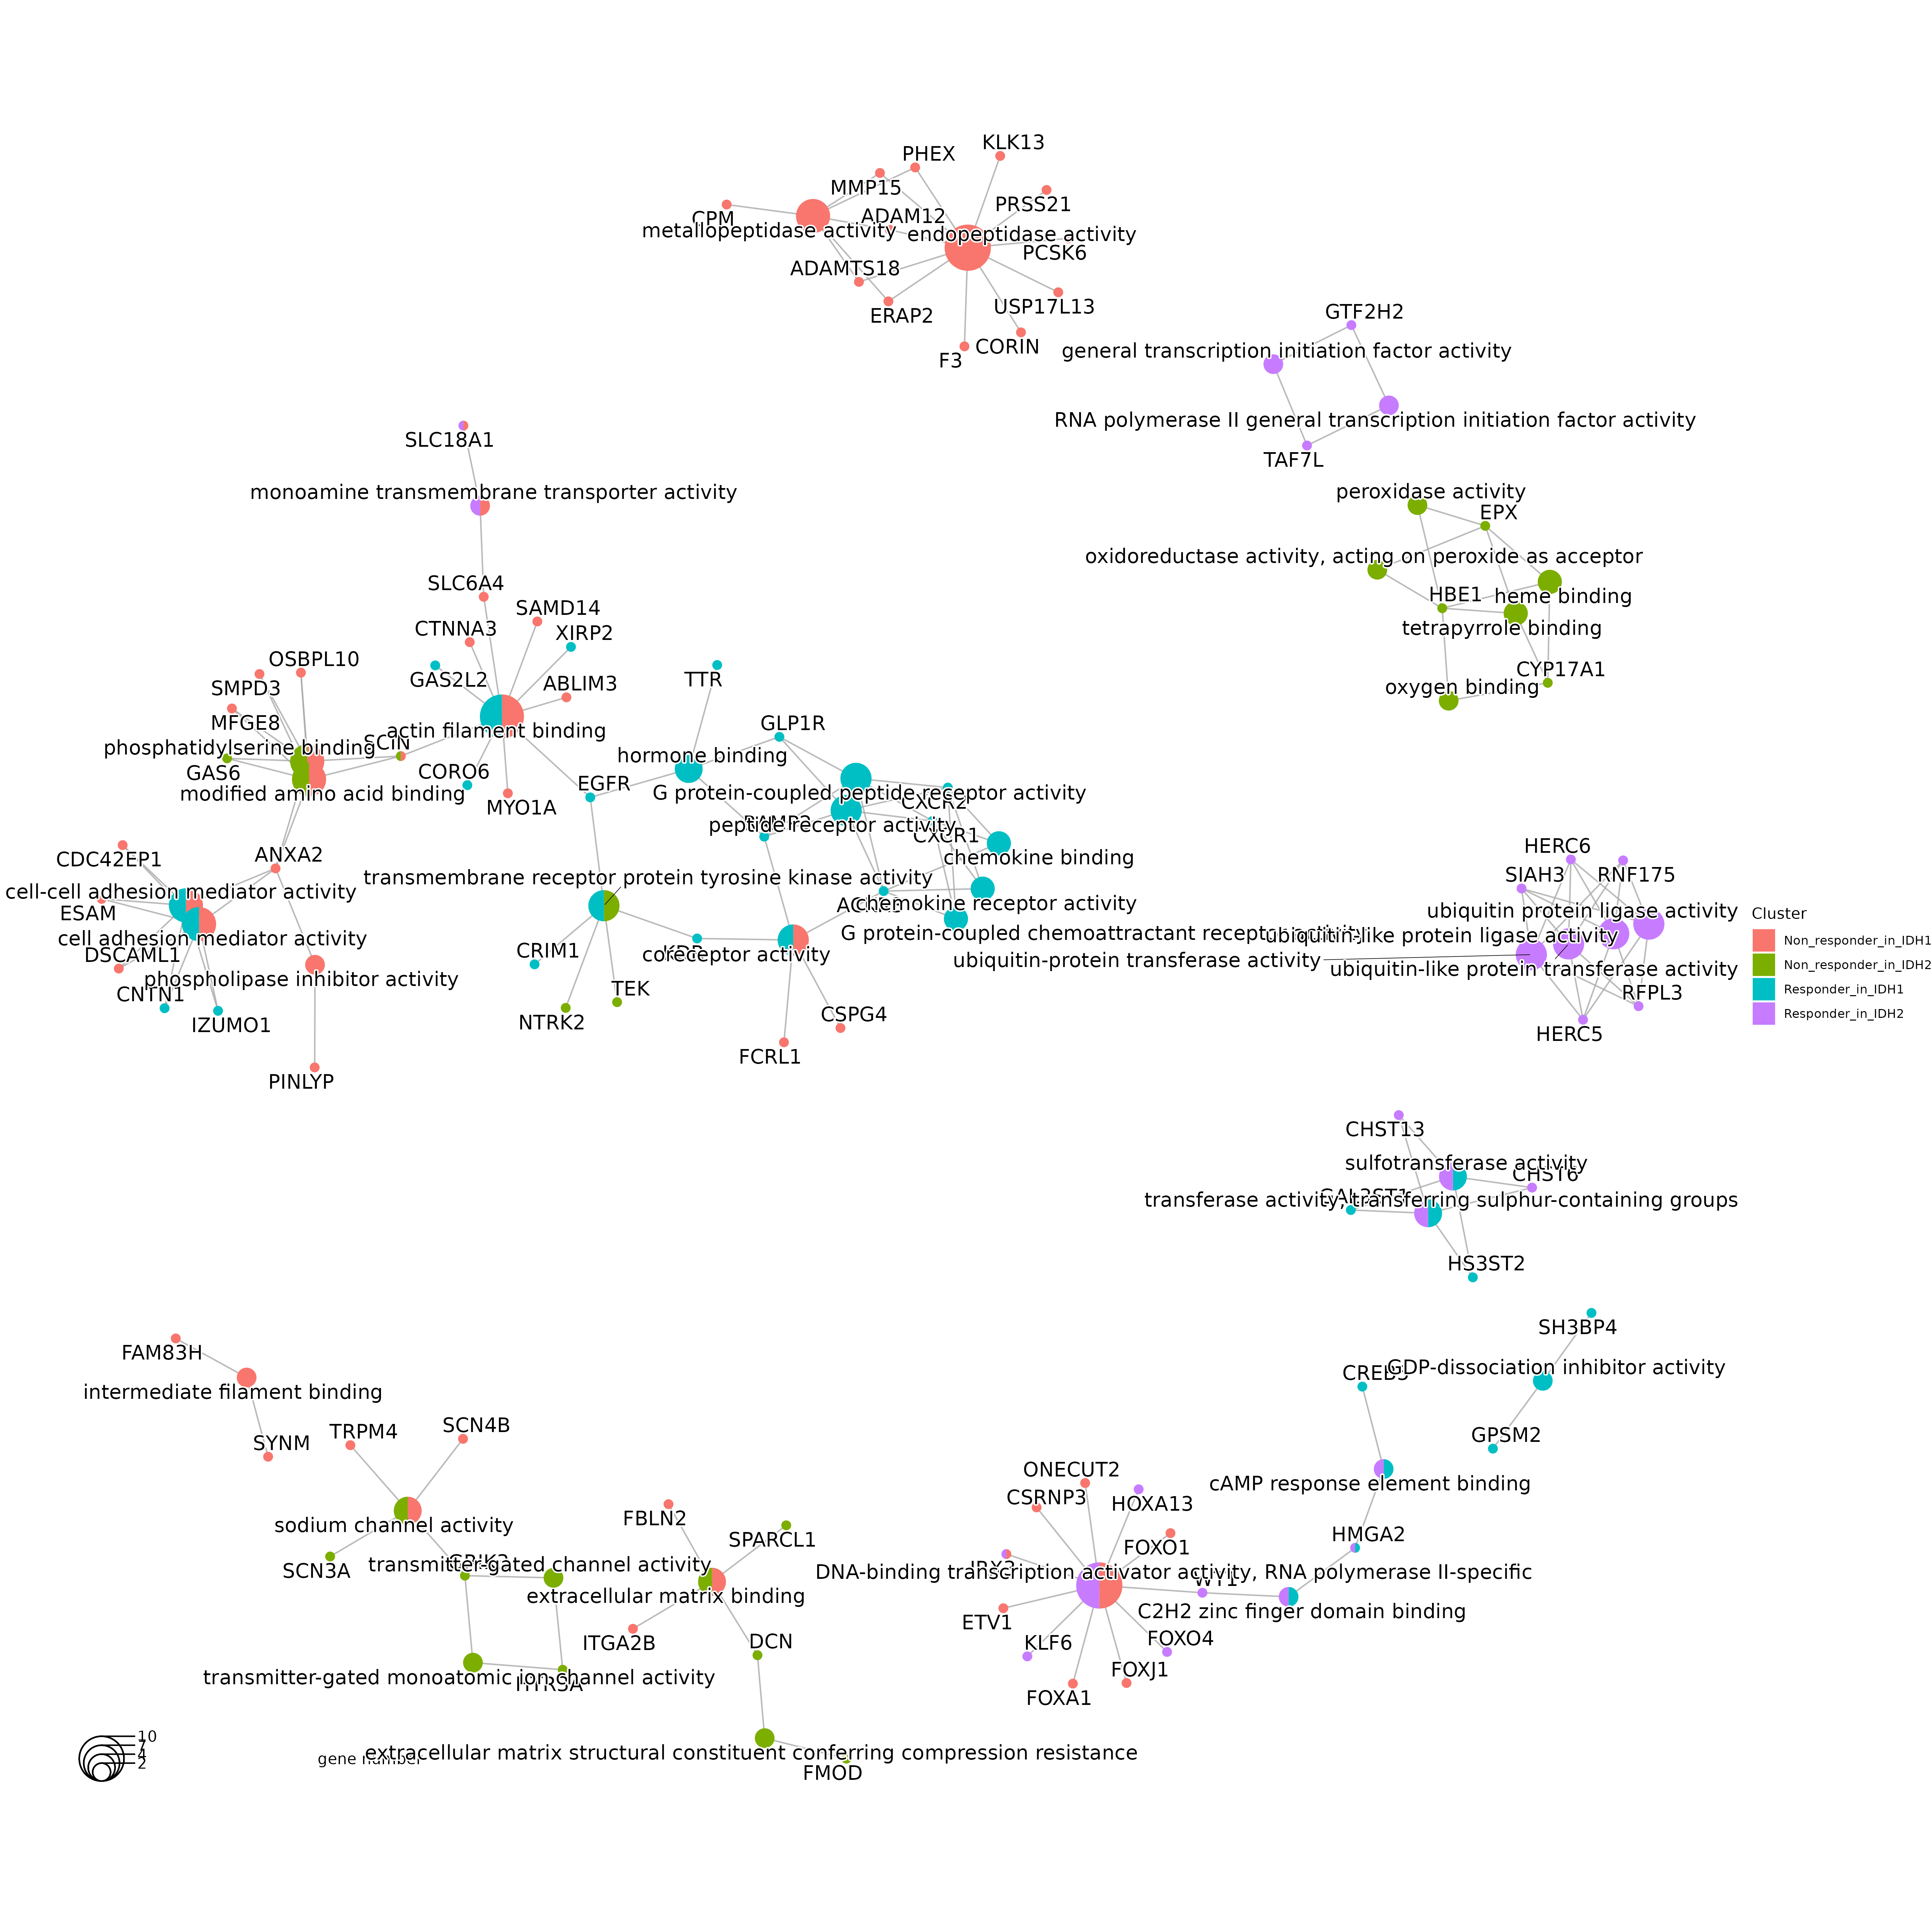 KLK13
PHEX
MMP15
PRSS21
CPM
ADAM12
metallopeptidase activity
endopeptidase activity
PCSK6
ADAMTS18
USP17L13
ERAP2
F3
CORIN
GTF2H2
general transcription initiation factor activity
RNA polymerase II general transcription initiation factor activity
TAF7L
SLC18A1
monoamine transmembrane transporter activity
peroxidase activity
EPX
oxidoreductase activity, acting on peroxide as acceptor
HBE1
heme binding
tetrapyrrole binding
CYP17A1
oxygen binding
SLC6A4
SAMD14
CTNNA3
XIRP2
OSBPL10
GAS2L2
ABLIM3
SMPD3
MFGE8
actin filament binding
phosphatidylserine binding
SCIN
GAS6
CORO6
modified amino acid binding
MYO1A
EGFR
TTR
GLP1R
hormone binding
G protein-coupled peptide receptor activity
CXCR2
peptide receptor activity
CXCR1
chemokine binding
CDC42EP1
ANXA2
cell-cell adhesion mediator activity
transmembrane receptor protein tyrosine kinase activity
ESAM
chemokine receptor activity
cell adhesion mediator activity
DSCAML1
phospholipase inhibitor activity
CRIM1
coreceptor activity
G protein-coupled chemoattractant receptor
CNTN1
IZUMO1
NTRK2
TEK
CSPG4
FCRL1
PINLYP
HERC6
SIAH3
RNF175
ubiquitin protein ligase activity
ubiquitin-like protein ligase activity
ubiquitin-protein transferase activity
ubiquitin-like protein transferase activity
RFPL3
HERC5
Cluster
Non_responder_in_IDH1
Non_responder_in_IDH2
Responder_in_IDH1
Responder_in_IDH2
CHST13
sulfotransferase activity
CHST6
transferase activity, transferring sulphur-containing groups
HS3ST2
SH3BP4
GDP-dissociation inhibitor activity
GPSM2
cAMP response element binding
HMGA2
FAM83H
intermediate filament binding
SYNM
TRPM4
SCN4B
sodium channel activity
SCN3A
transmitter-gated channel activity
transmitter-gated monoatomic ion channel activity
FBLN2
SPARCL1
extracellular matrix binding
ITGA2B
DCN
extracellular matrix structural constituent conferring compression resistance
FMOD
ONECUT2
CSRNP3
HOXA13
FOXO1
DNA-binding transcription activator activity, RNA polymerase II-specific
WT1
C2H2 zinc finger domain binding
ETV1
KLF6
FOXO4
FOXJ1
FOXA1
10
7
4
2
gene number